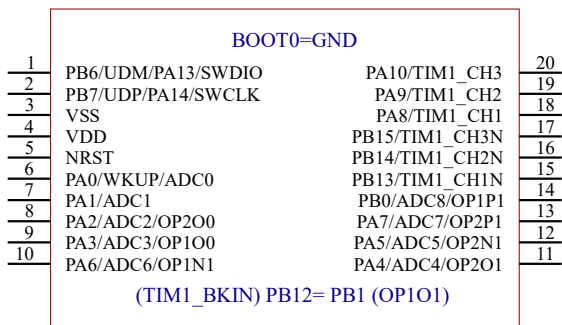 BOOT0=GND
1 PB6/UDM/PA13/SWDIO PA10/TIM1_CH3 20
2 PB7/UDP/PA14/SWCLK PA9/TIM1_CH2 19
3 VSS PA8/TIM1_CH1 18
4 VDD PB15/TIM1_CH3N 17
5 NRST PB14/TIM1_CH2N 16
6 PA0/WKUP/ADC0 PB13/TIM1_CH1N 15
7 PA1/ADC1 PB0/ADC8/OP1P1 14
8 PA2/ADC2/OP2O0 PA7/ADC7/OP2P1 13
9 PA3/ADC3/OP1O0 PA5/ADC5/OP2N1 12
10 PA6/ADC6/OP1N1 PA4/ADC4/OP2O1 11
(TIM1_BKIN) PB12= PB1 (OP1O1)